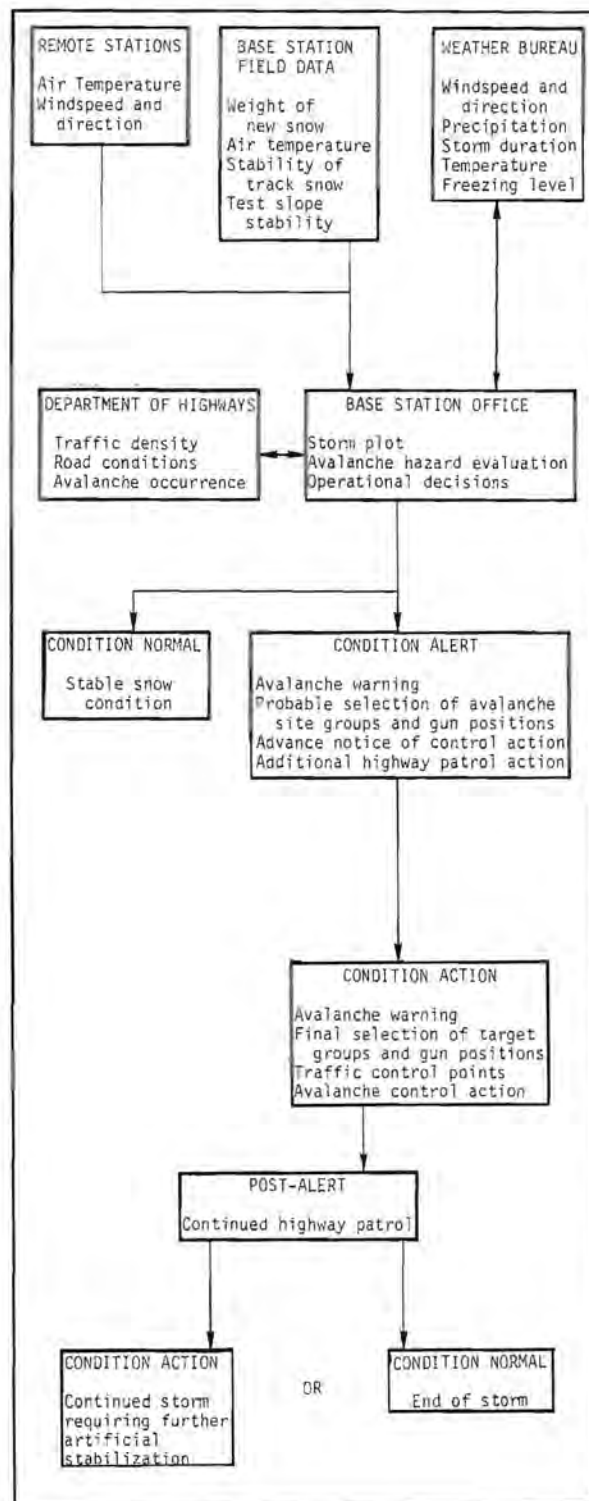 REMOTE STATIONS
Air Temperature
Windspeed and
direction
BASE STATION
FIELD DATA
Weight of
new snow
Air temperature
Stability of
track snow
Test slope
stability
WEATHER BUREAU
Windspeed and
direction
Precipitation
Storm duration
Temperature
Freezing level
DEPARTMENT OF HIGHWAYS
Traffic density
Road conditions
Avalanche occurrence
BASE STATION OFFICE
Storm plot
Avalanche hazard evaluation
Operational decisions
CONDITION NORMAL
Stable snow
condition
CONDITION ALERT
Avalanche warning
Probable selection of avalanche
site groups and gun positions
Advance notice of control action
Additional highway patrol action
CONDITION ACTION
Avalanche warning
Final selection of target
groups and gun positions
Traffic control points
Avalanche control action
POST-ALERT
Continued highway patrol
CONDITION ACTION
Continued storm
requiring further
artificial
stabilization
OR
CONDITION NORMAL
End of storm